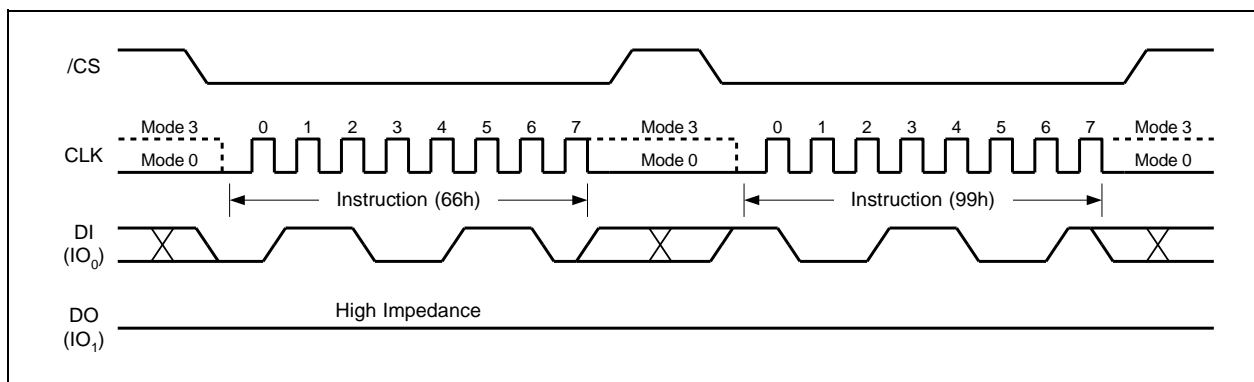 /CS
Mode 3 0 1 2 3 4 5 6 7 Mode 3 0 1 2 3 4 5 6 7 Mode 3
CLK Mode 0 Mode 0 Mode 0
Instruction (66h) Instruction (99h)
DI
(IO0)
High Impedance
DO
(IO1)